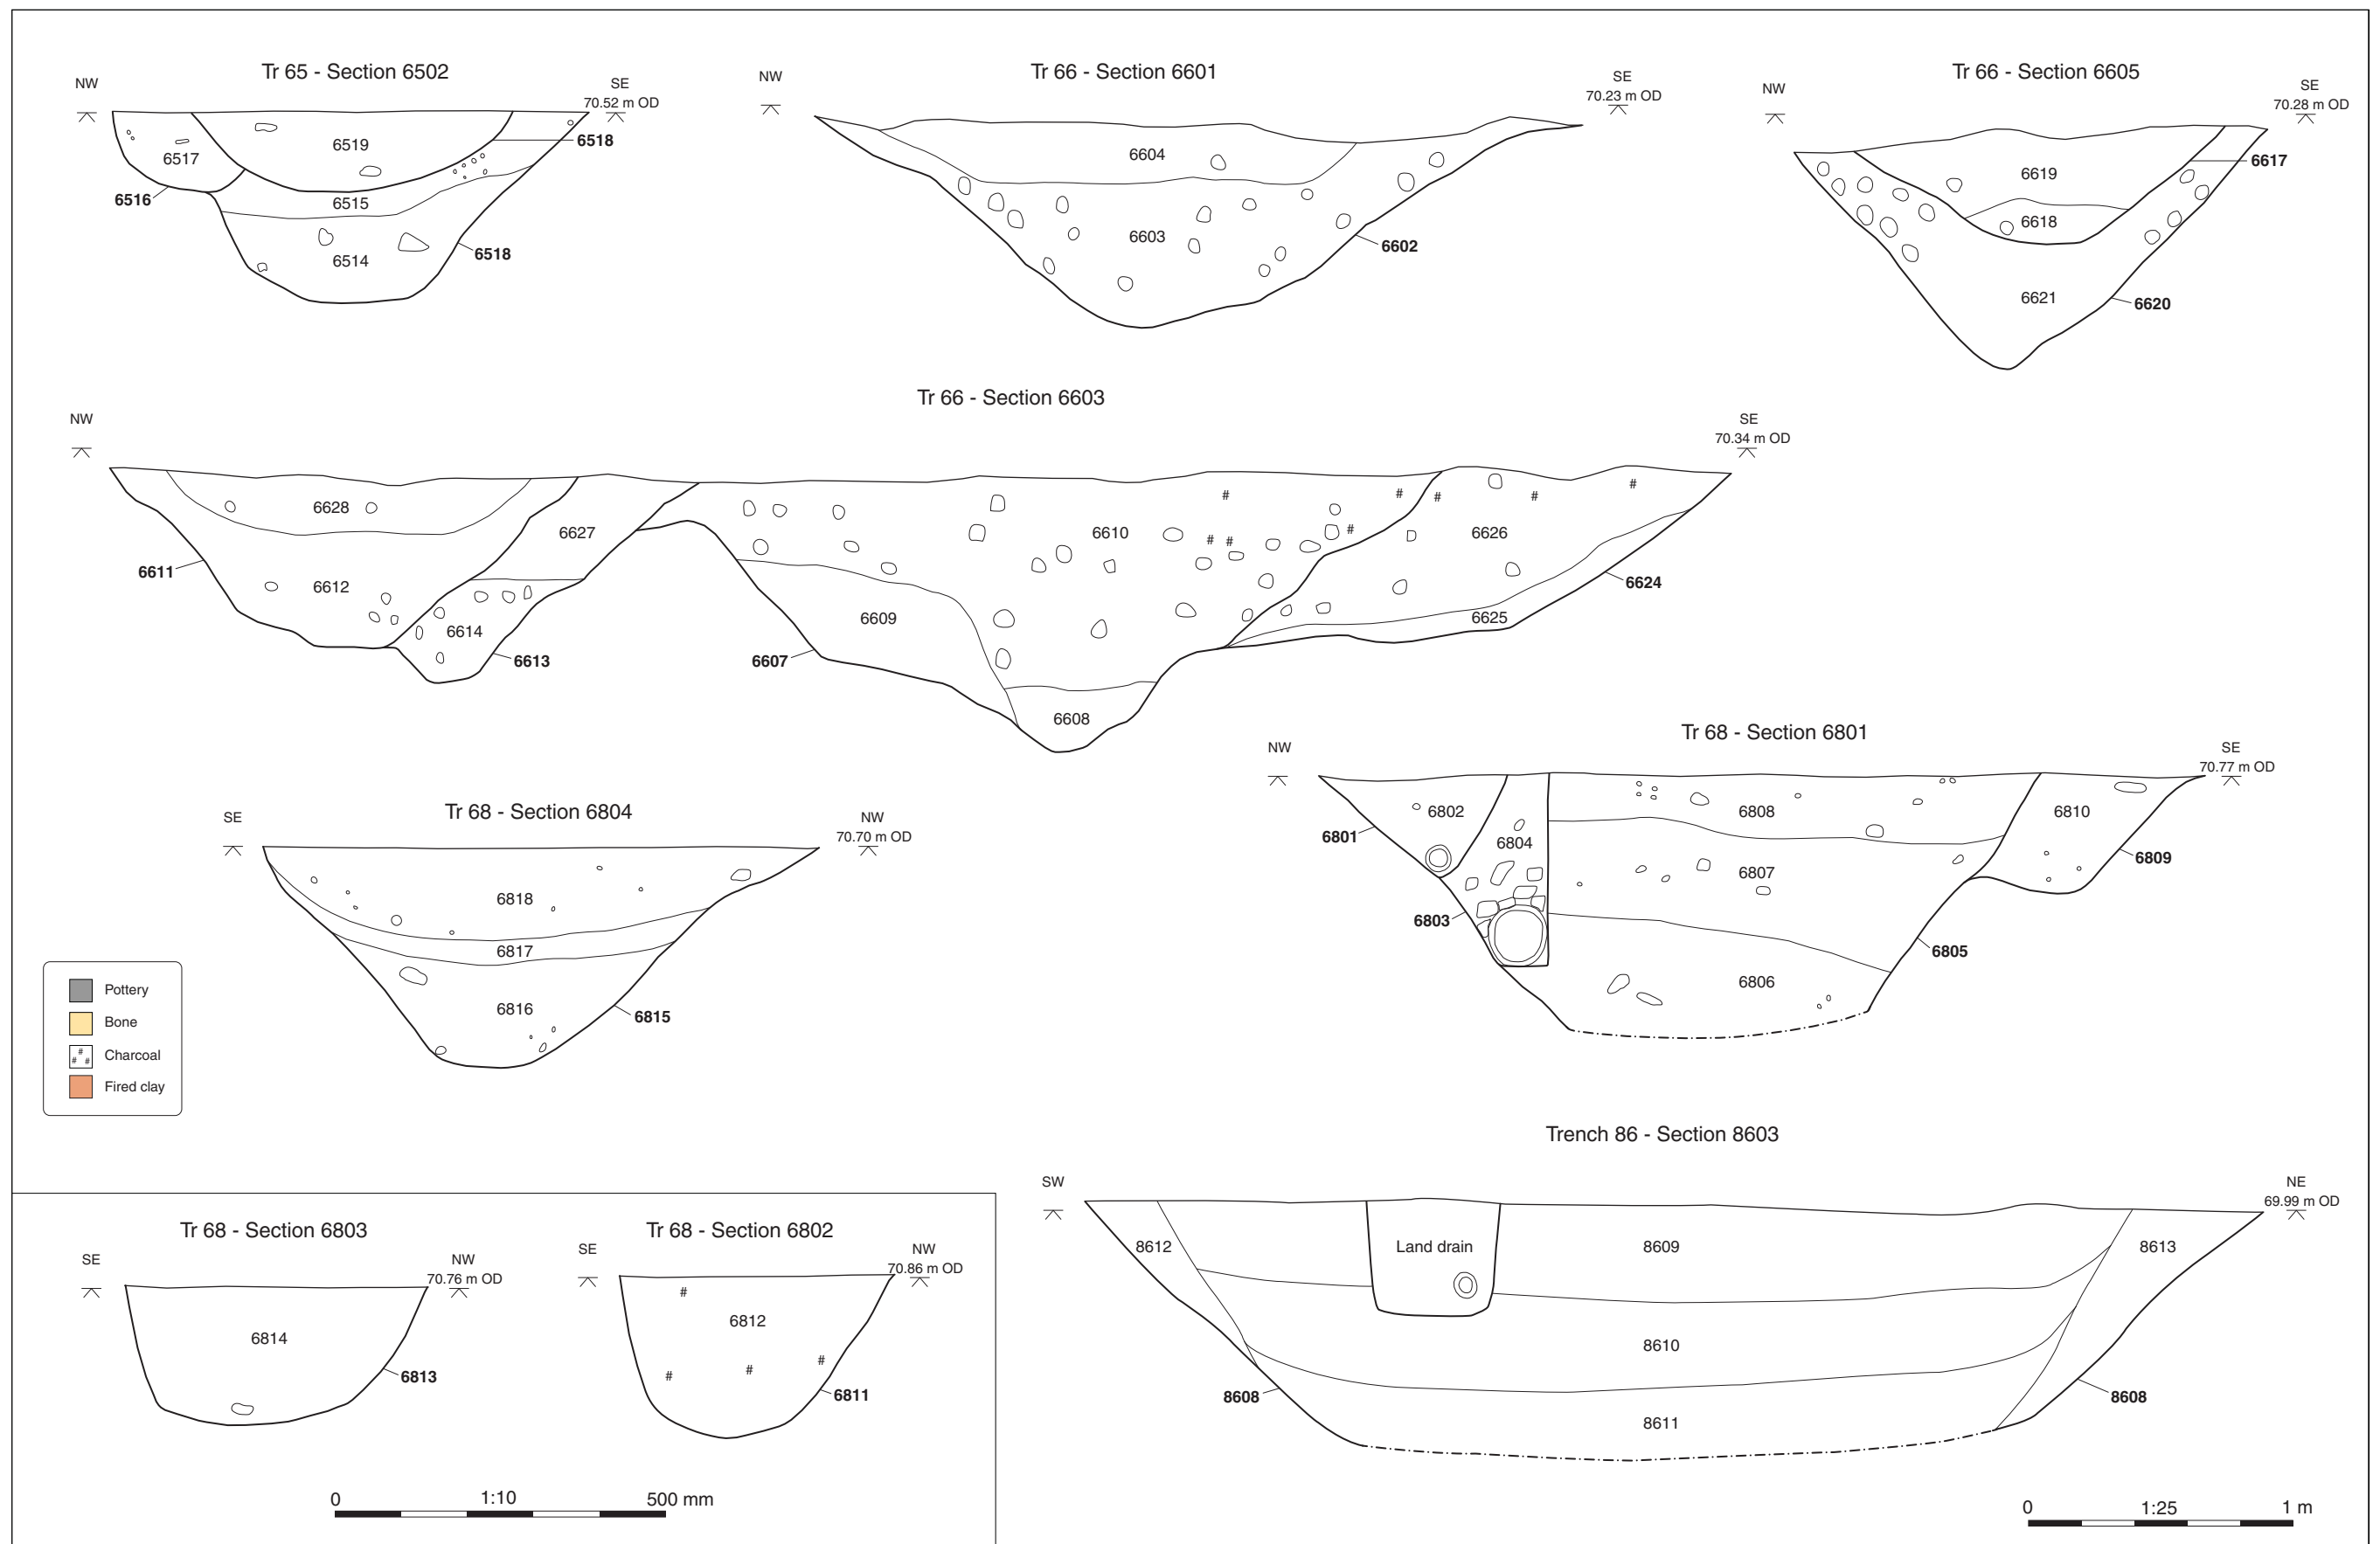 Tr 65 - Section 6502
NW
SE
70.52 m OD
6517
6519
6518
6516
6515
6514
6518
Tr 66 - Section 6601
NW
SE
70.23 m OD
6604
6603
6602
Tr 66 - Section 6605
NW
SE
70.28 m OD
6619
6617
6618
6621
6620
Tr 66 - Section 6603
NW
SE
70.34 m OD
6628
6627
6610
# # # # # # # #
6626
6611
6612
6624
6609
6625
6614
6613
6607
6608
Tr 68 - Section 6801
NW
SE
70.77 m OD
6802
6808
6810
6801
6804
6809
6807
6803
6805
6806
Tr 68 - Section 6804
SE
NW
70.70 m OD
6818
6817
6816
6815
Pottery
Bone
# # # Charcoal
Fired clay
Trench 86 - Section 8603
SW
NE
69.99 m OD
8612
Land drain
8609
8613
8610
8608
8608
8611
Tr 68 - Section 6803
SE
NW
70.76 m OD
6814
6813
Tr 68 - Section 6802
SE
NW
70.86 m OD
#
6812
# # #
6811
0 1:10 500 mm
0 1:25 1 m